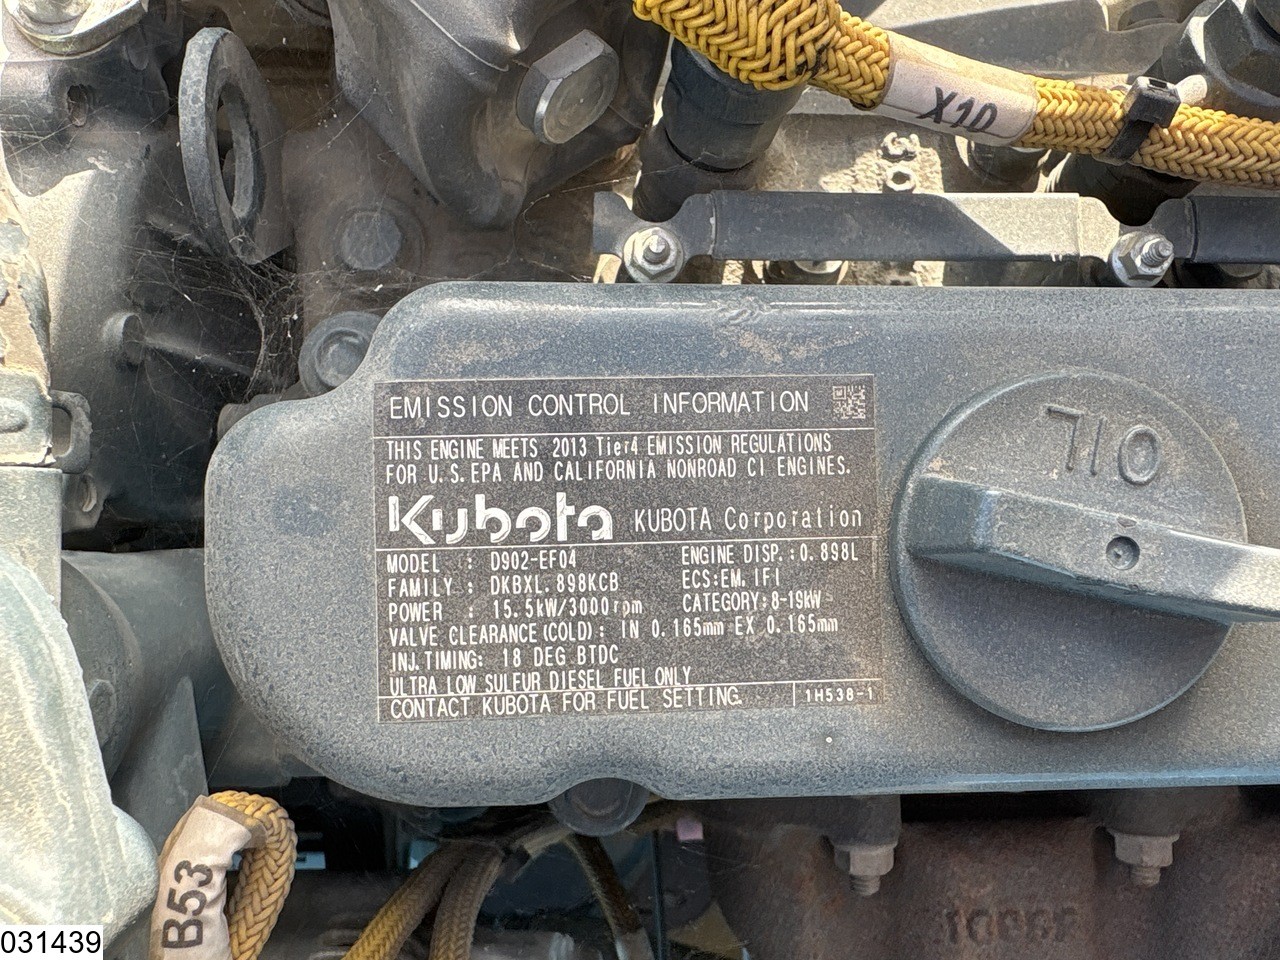 X10
EMISSION CONTROL INFORMATION
THIS ENGINE MEETS 2013 Tier4 EMISSION REGULATIONS
FOR U.S. EPA AND CALIFORNIA NONROAD CI ENGINES.
Kubota KUBOTA Corporation
MODEL : D902-EF04 ENGINE DISP.:0.898L
FAMILY : DKBXL.898KCB ECS:EM,IFI
POWER : 15.5kW/3000rpm CATEGORY:8-19kW
VALVE CLEARANCE(COLD): IN 0.165mm EX 0.165mm
INJ.TIMING: 18 DEG BTDC
ULTRA LOW SULFUR DIESEL FUEL ONLY
CONTACT KUBOTA FOR FUEL SETTING. 1H538-1
OIL
B53
031439